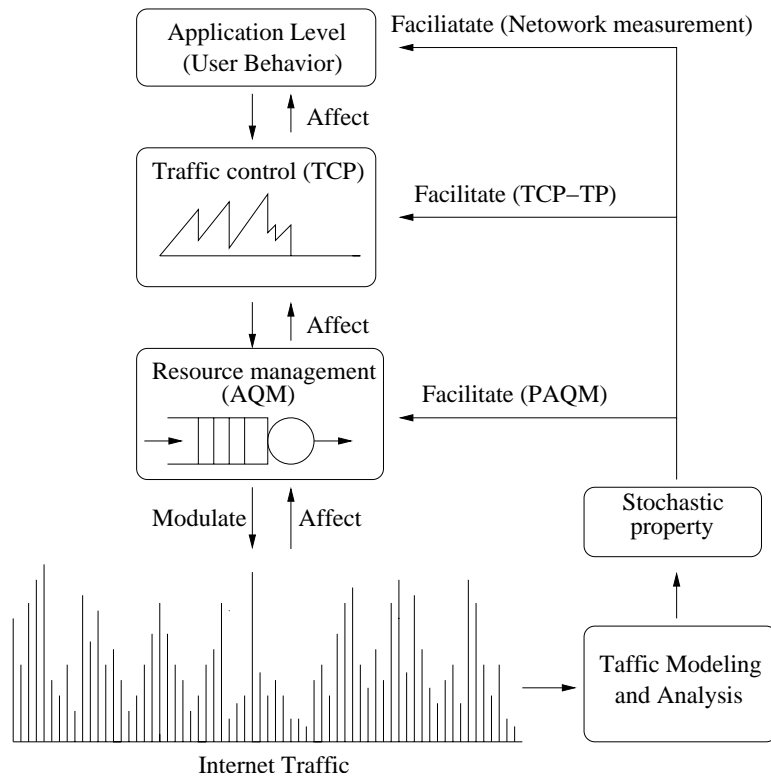 Application Level
(User Behavior)
Faciliatate (Netowork measurement)
Affect
Traffic control (TCP)
Facilitate (TCP−TP)
Affect
Resource management
(AQM)
Facilitate (PAQM)
Modulate
Affect
Stochastic
property
Taffic Modeling
and Analysis
Internet Traffic